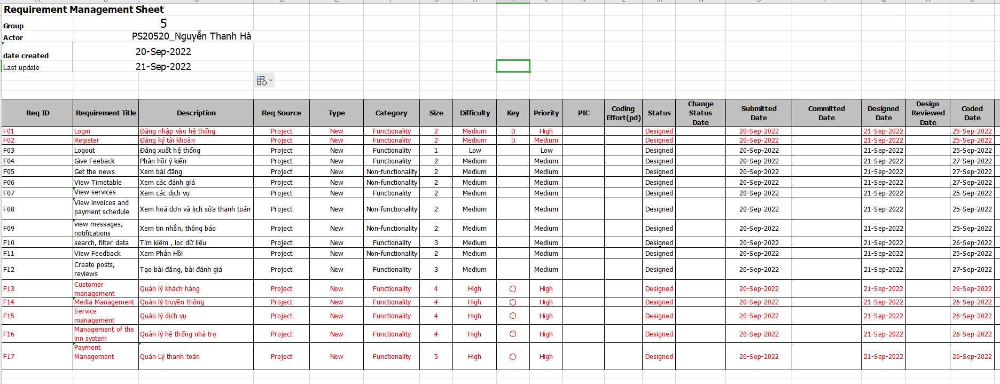 Requirement Management Sheet
Group 5
Actor PS20520_Nguyễn Thanh Hà
date created 20-Sep-2022
Last update 21-Sep-2022
Req ID Requirement Title Description Req Source Type Category Size Difficulty Key Priority PIC Coding Effort(pd) Status Change Status Date Submitted Date Committed Date Designed Date Design Reviewed Date Coded Date
F01 Login Đăng nhập vào hệ thống Project New Functionality 2 Medium 0 High Designed 20-Sep-2022 21-Sep-2022 25-Sep-2022
F02 Register Đăng ký tài khoản Project New Functionality 2 Medium 0 Medium Designed 20-Sep-2022 21-Sep-2022 25-Sep-2022
F03 Logout Đăng xuất hệ thống Project New Functionality 1 Low Low Designed 20-Sep-2022 21-Sep-2022 25-Sep-2022
F04 Give Feeback Phản hồi ý kiến Project New Functionality 2 Medium Medium Designed 20-Sep-2022 21-Sep-2022 27-Sep-2022
F05 Get the news Xem bài đăng Project New Non-functionality 2 Medium Medium Designed 20-Sep-2022 21-Sep-2022 27-Sep-2022
F06 View Timetable Xem các đánh giá Project New Non-functionality 2 Medium Medium Designed 20-Sep-2022 21-Sep-2022 27-Sep-2022
F07 View services Xem các dịch vụ Project New Functionality 2 Medium Medium Designed 20-Sep-2022 21-Sep-2022 25-Sep-2022
F08 View invoices and payment schedule Xem hoá đơn và lịch sửa thanh toán Project New Non-functionality 2 Medium Medium Designed 20-Sep-2022 21-Sep-2022 25-Sep-2022
F09 view messages, notifications Xem tin nhắn, thông báo Project New Non-functionality 2 Medium Medium Designed 20-Sep-2022 21-Sep-2022 25-Sep-2022
F10 search, filter data Tìm kiếm , lọc dữ liệu Project New Functionality 3 Medium Medium Designed 20-Sep-2022 21-Sep-2022 26-Sep-2022
F11 View Feedback Xem Phản Hồi Project New Non-functionality 2 Medium Medium Designed 20-Sep-2022 21-Sep-2022 25-Sep-2022
F12 Create posts, reviews Tạo bài đăng, bài đánh giá Project New Functionality 3 Medium Medium Designed 20-Sep-2022 21-Sep-2022 27-Sep-2022
F13 Customer management Quản lý khách hàng Project New Functionality 4 High ○ High Designed 20-Sep-2022 21-Sep-2022 26-Sep-2022
F14 Media Management Quản lý truyền thông Project New Functionality 4 High ○ High Designed 20-Sep-2022 21-Sep-2022 26-Sep-2022
F15 Service management Quản lý dịch vụ Project New Functionality 4 High ○ High Designed 20-Sep-2022 21-Sep-2022 26-Sep-2022
F16 Management of the inn system Quản lý hệ thống nhà trọ Project New Functionality 4 High ○ High Designed 20-Sep-2022 21-Sep-2022 26-Sep-2022
F17 Payment Management Quản Lý thanh toán Project New Functionality 5 High ○ High Designed 20-Sep-2022 21-Sep-2022 26-Sep-2022